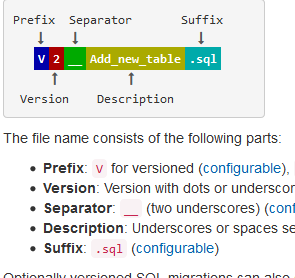 Prefix Separator Suffix
V 2 __ Add_new_table .sql
Version Description
The file name consists of the following parts:
Prefix: V for versioned (configurable),
Version: Version with dots or underscor
Separator: __ (two underscores) (conf
Description: Underscores or spaces se
Suffix: .sql (configurable)
Optionally versioned SQL migrations can also